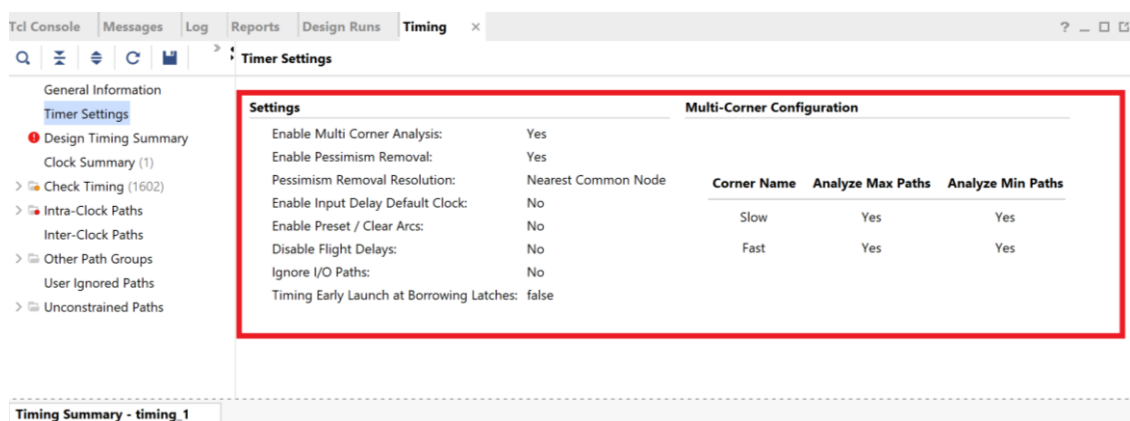 Tcl Console Messages Log Reports Design Runs Timing ×
Timer Settings
General Information
Timer Settings
Design Timing Summary
Clock Summary (1)
Check Timing (1602)
Intra-Clock Paths
Inter-Clock Paths
Other Path Groups
User Ignored Paths
Unconstrained Paths
Settings
Enable Multi Corner Analysis: Yes
Enable Pessimism Removal: Yes
Pessimism Removal Resolution: Nearest Common Node
Enable Input Delay Default Clock: No
Enable Preset / Clear Arcs: No
Disable Flight Delays: No
Ignore I/O Paths: No
Timing Early Launch at Borrowing Latches: false
Multi-Corner Configuration
Corner Name Analyze Max Paths Analyze Min Paths
Slow Yes Yes
Fast Yes Yes
Timing Summary - timing_1